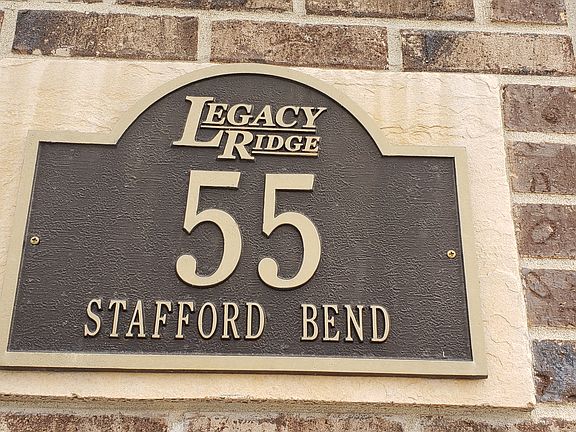 LEGACY
RIDGE
55
STAFFORD BEND